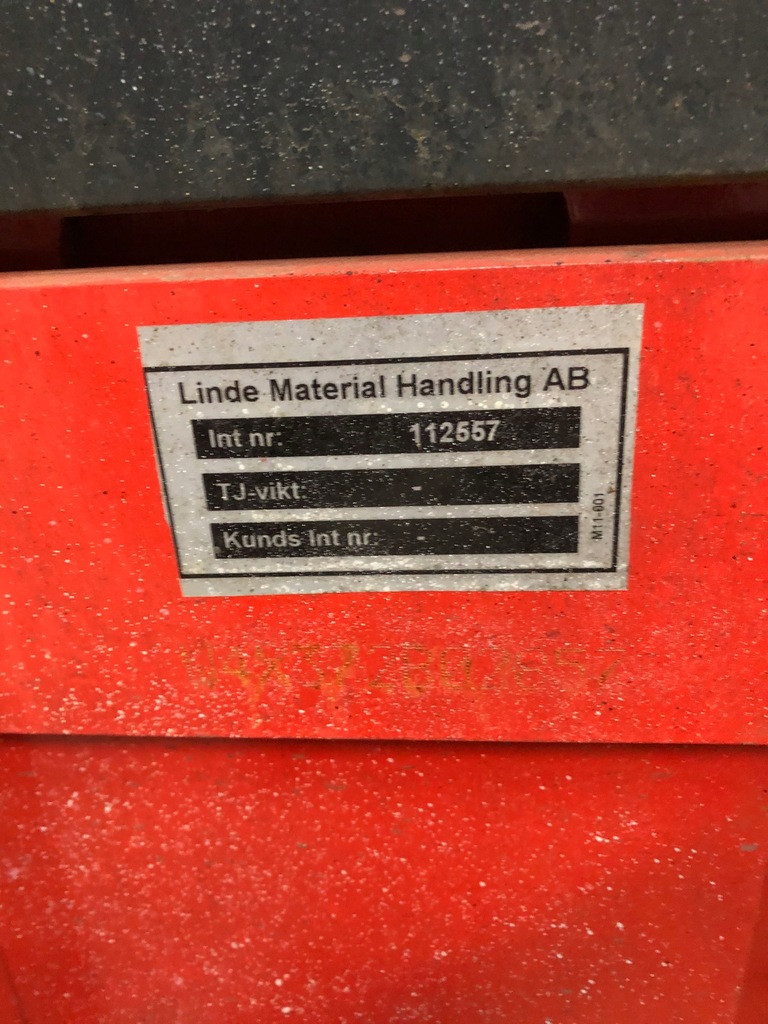 Linde Material Handling AB
Int nr: 112557
TJ-vikt: -
Kunds Int nr: -
M11-601